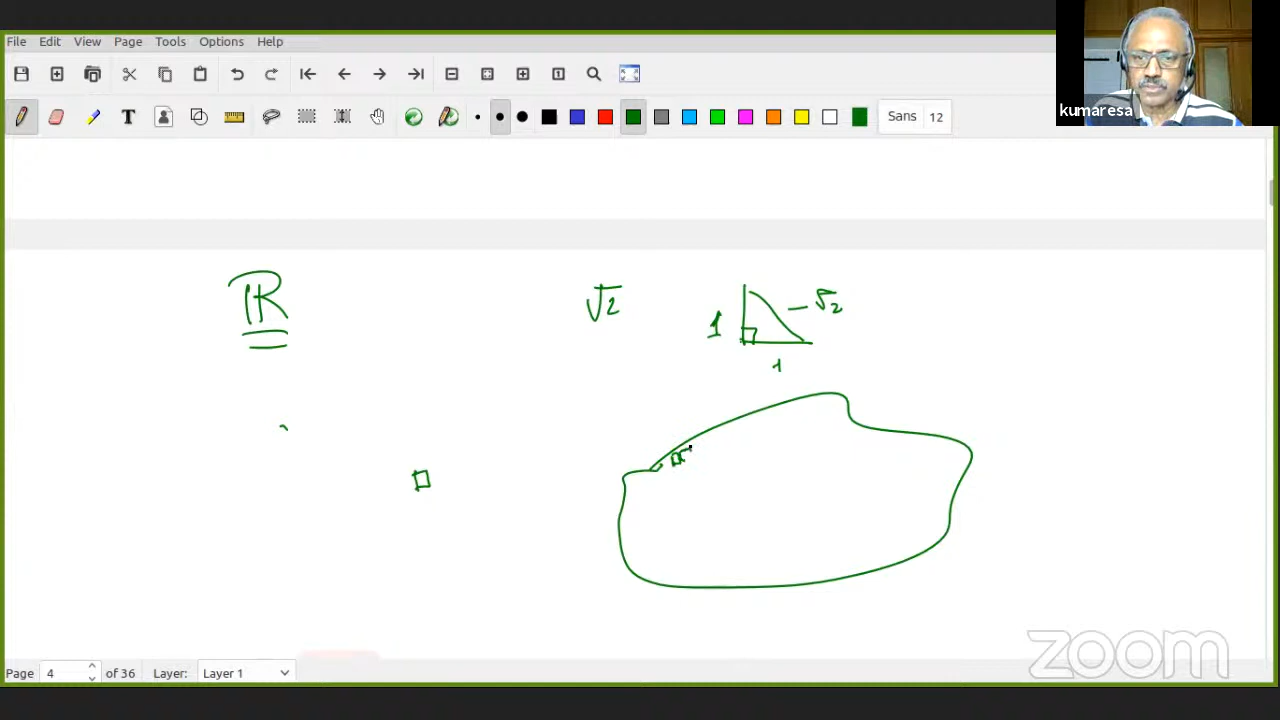 File Edit View Page Tools Options Help
kumaresa
Sans 12
ℝ
√2
1
√2
1
Page 4 of 36 Layer: Layer 1
zoom